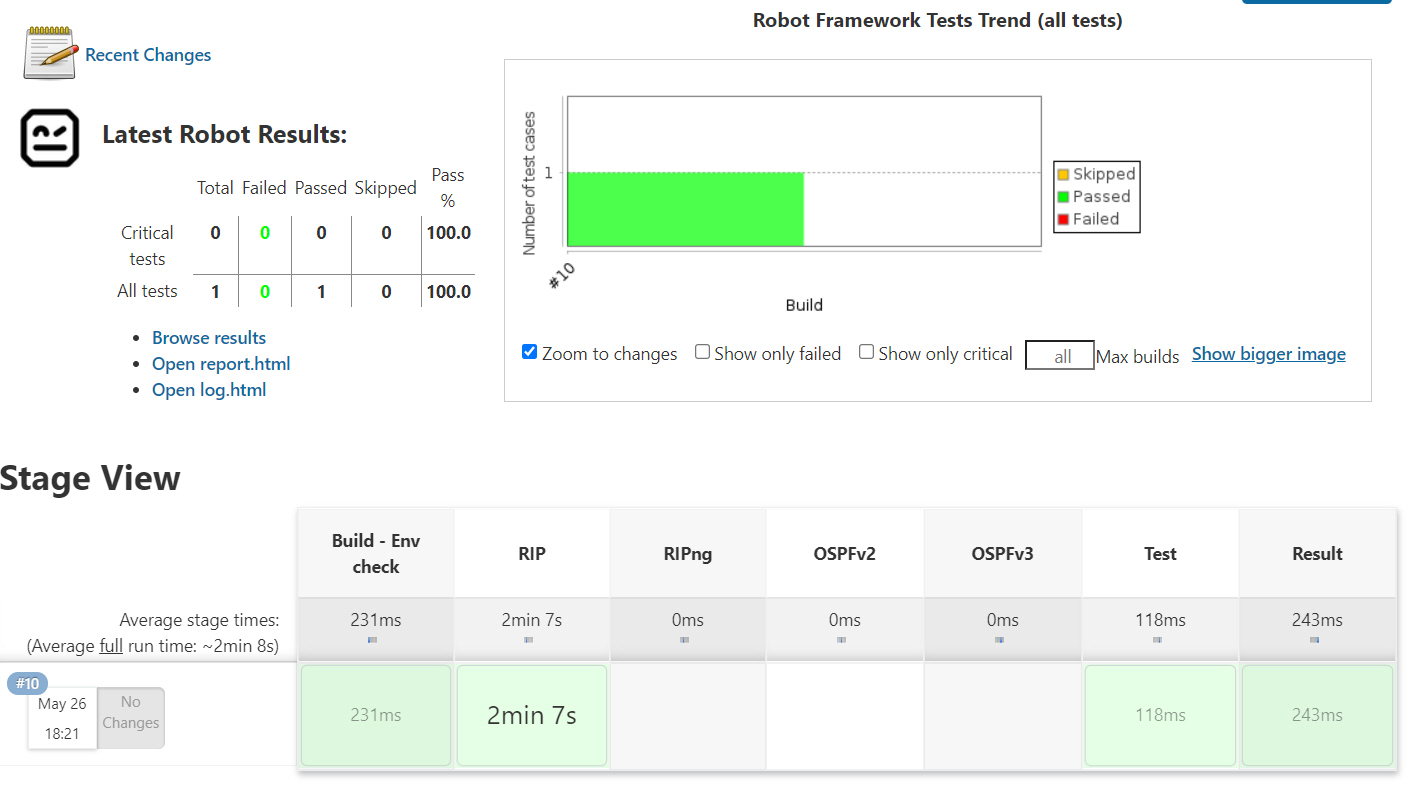 Robot Framework Tests Trend (all tests)
Recent Changes
Latest Robot Results:
Total Failed Passed Skipped Pass %
Critical tests 0 0 0 0 100.0
All tests 1 0 1 0 100.0
Browse results
Open report.html
Open log.html
Number of test cases
1
#10
Build
Skipped
Passed
Failed
Zoom to changes Show only failed Show only critical all Max builds Show bigger image
Stage View
Build - Env check RIP RIPng OSPFv2 OSPFv3 Test Result
Average stage times: 231ms 2min 7s 0ms 0ms 0ms 118ms 243ms
(Average full run time: ~2min 8s)
#10
May 26
18:21
No Changes
231ms 2min 7s 118ms 243ms